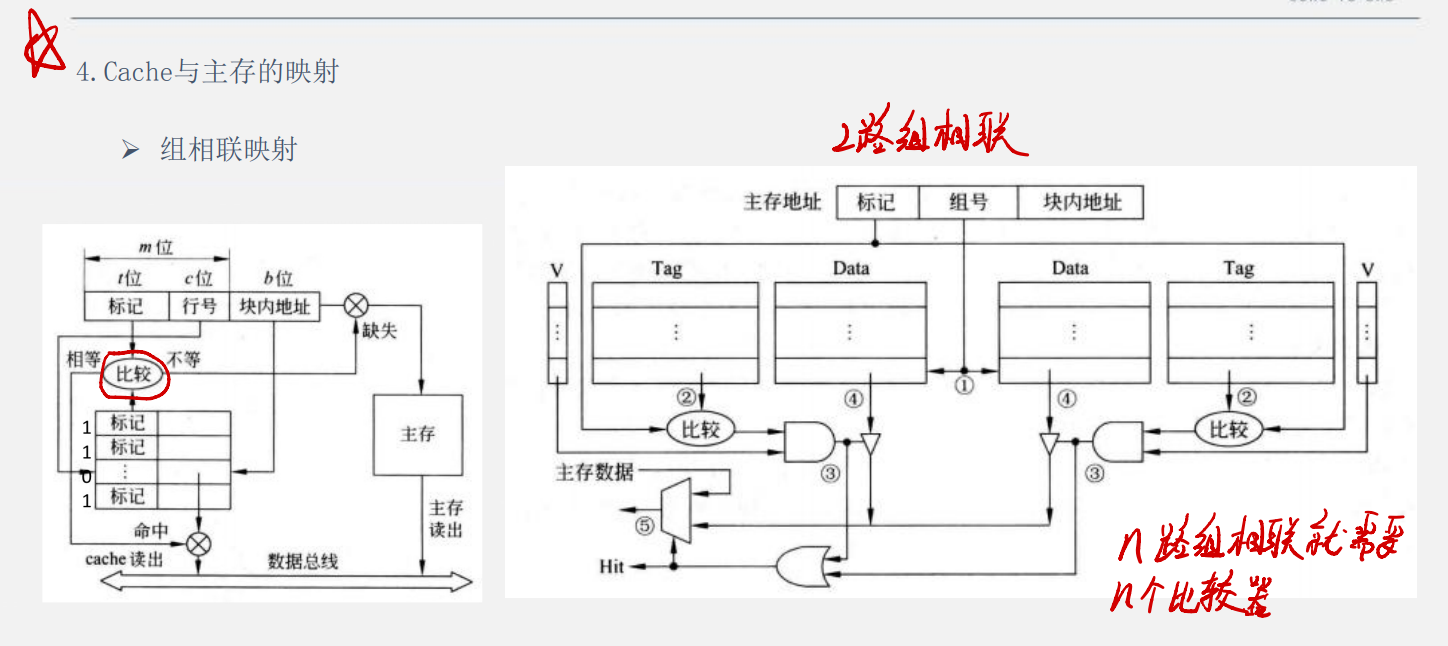 4.Cache与主存的映射
➢ 组相联映射
2路组相联
m位
t位 c位 b位
标记 行号 块内地址
缺失
相等 不等
比较
1 标记
1 标记
0 ⋮
1 标记
主存
命中
主存
读出
cache读出
数据总线
主存地址 标记 组号 块内地址
V Tag Data Data Tag V
⋮ ⋮ ⋮ ⋮ ⋮ ⋮
①
② ④ ④ ②
比较 比较
③ ③
主存数据
⑤
Hit
n路组相联就需要
n个比较器